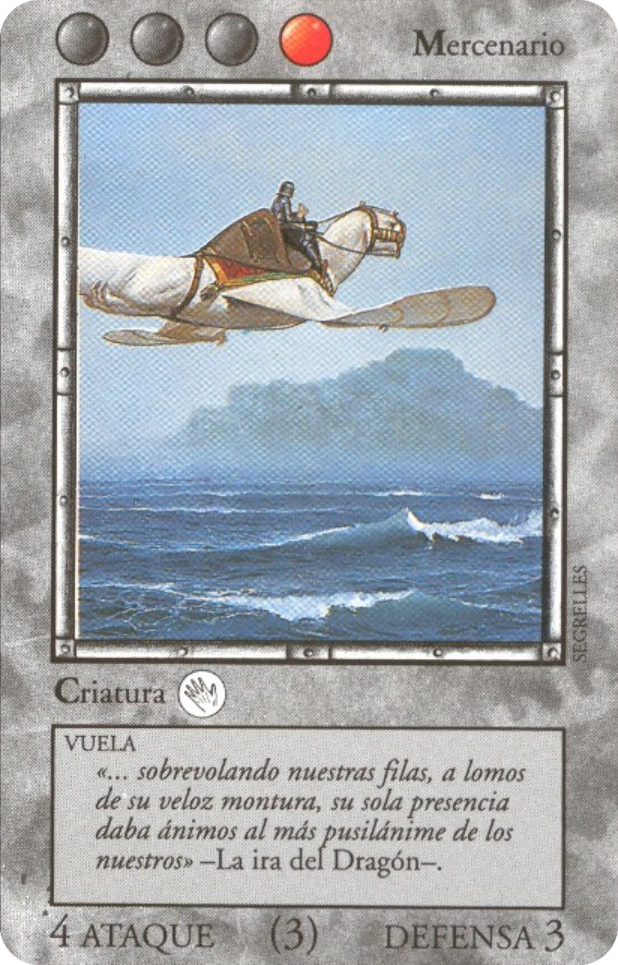 Mercenario
SEGRELLES
Criatura
VUELA
«... sobrevolando nuestras filas, a lomos
de su veloz montura, su sola presencia
daba ánimos al más pusilánime de los
nuestros» –La ira del Dragón–.
4 ATAQUE (3) DEFENSA 3